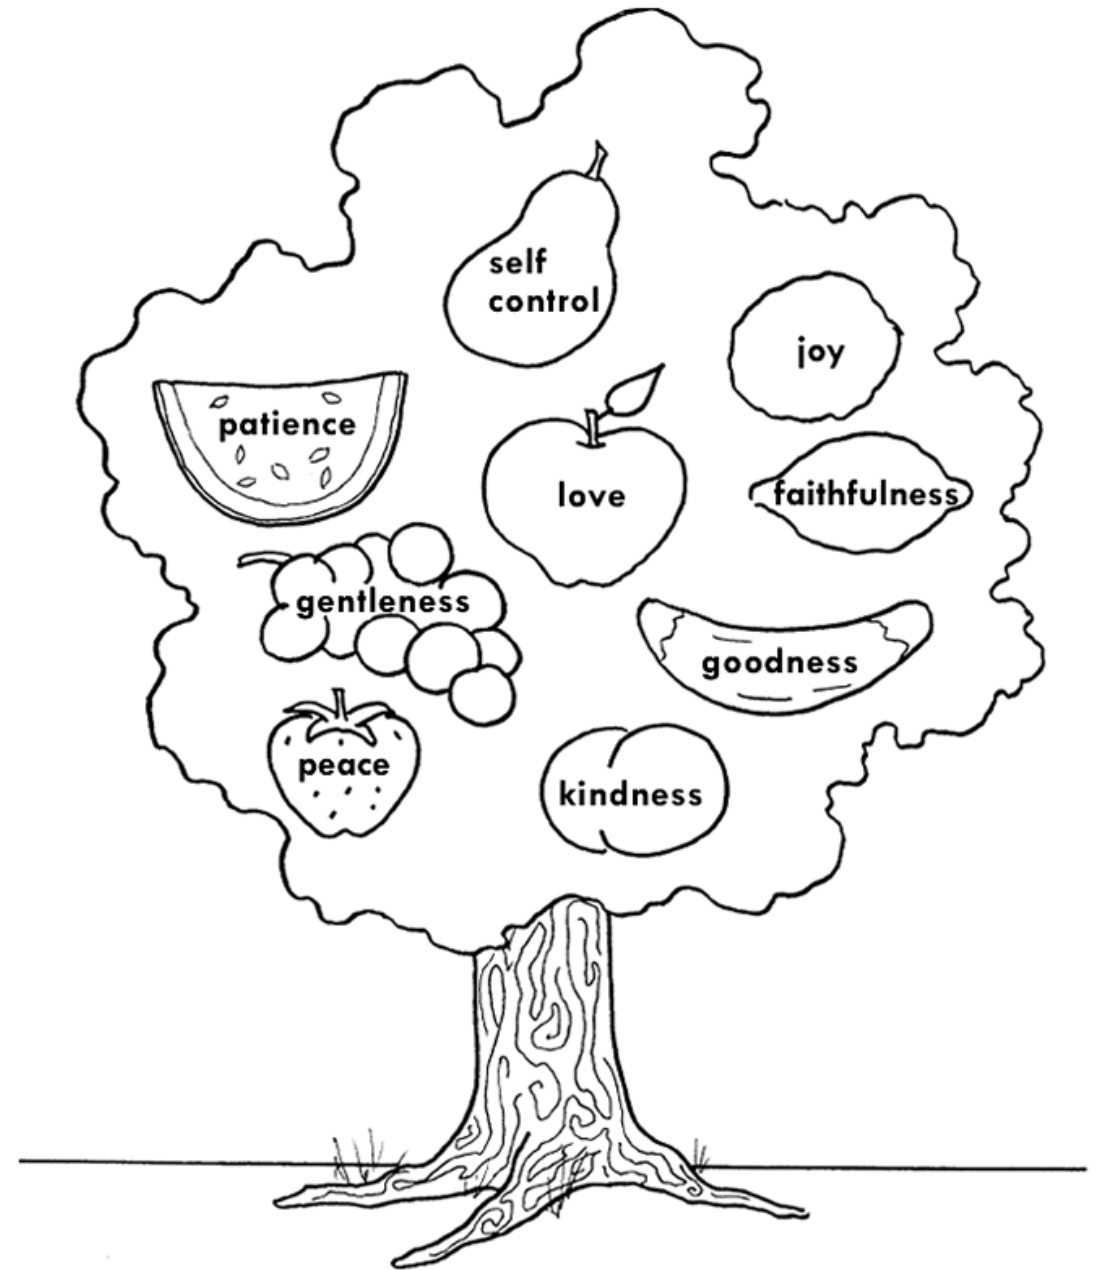 self
control
joy
patience
love
faithfulness
gentleness
goodness
peace
kindness